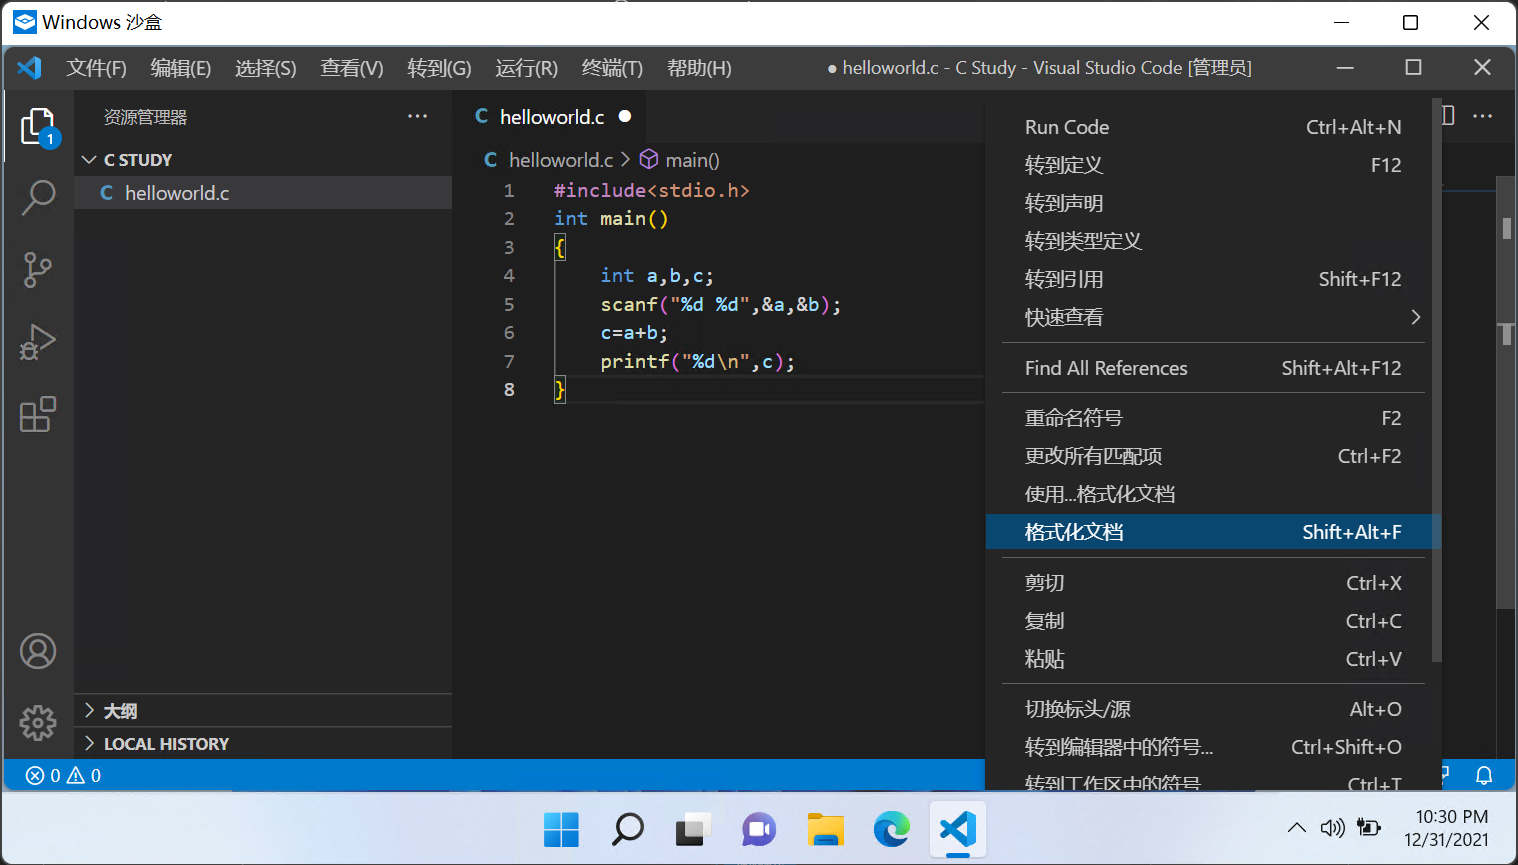 Windows 沙盒
文件(F) 编辑(E) 选择(S) 查看(V) 转到(G) 运行(R) 终端(T) 帮助(H) ● helloworld.c - C Study - Visual Studio Code [管理员]
1
资源管理器 ···
C STUDY
C helloworld.c
大纲
LOCAL HISTORY
C helloworld.c ●
C helloworld.c > main()
1 #include<stdio.h>
2 int main()
3 {
4     int a,b,c;
5     scanf("%d %d",&a,&b);
6     c=a+b;
7     printf("%d\n",c);
8 }
Run Code Ctrl+Alt+N
转到定义 F12
转到声明
转到类型定义
转到引用 Shift+F12
快速查看
Find All References Shift+Alt+F12
重命名符号 F2
更改所有匹配项 Ctrl+F2
使用...格式化文档
格式化文档 Shift+Alt+F
剪切 Ctrl+X
复制 Ctrl+C
粘贴 Ctrl+V
切换标头/源 Alt+O
转到编辑器中的符号... Ctrl+Shift+O
转到工作区中的符号 Ctrl+T
0 0
10:30 PM
12/31/2021